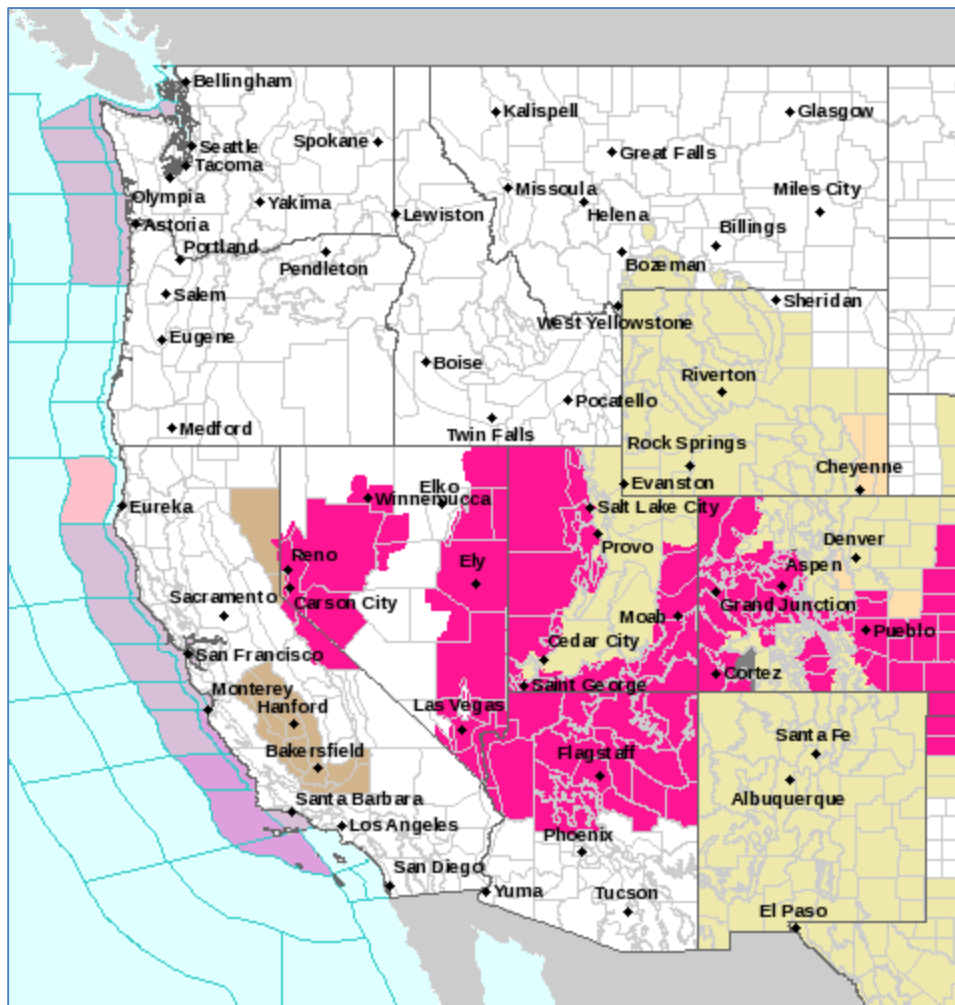 Bellingham
Kalispell
Glasgow
Seattle
Spokane
Great Falls
Tacoma
Missoula
Miles City
Olympia
Yakima
Lewiston
Helena
Astoria
Billings
Portland
Pendleton
Bozeman
Salem
Sheridan
West Yellowstone
Eugene
Boise
Riverton
Pocatello
Medford
Twin Falls
Rock Springs
Cheyenne
Elko
Evanston
Winnemucca
Eureka
Salt Lake City
Provo
Denver
Reno
Ely
Aspen
Sacramento
Carson City
Grand Junction
Moab
Pueblo
Cedar City
San Francisco
Cortez
Saint George
Monterey
Hanford
Las Vegas
Santa Fe
Bakersfield
Flagstaff
Albuquerque
Santa Barbara
Los Angeles
Phoenix
San Diego
Yuma
Tucson
El Paso